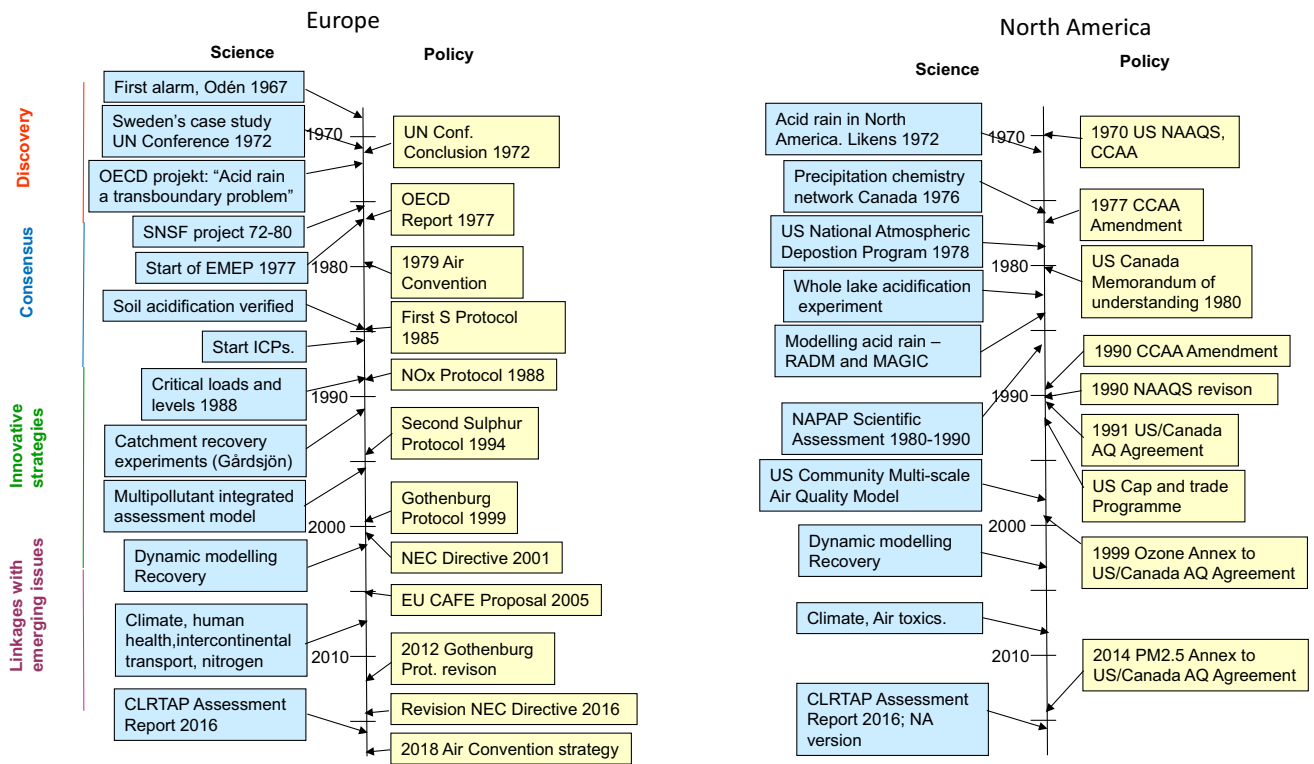 Europe
Science
Policy
Discovery
Consensus
Innovative
strategies
Linkages with
emerging issues
First alarm, Odén 1967
Sweden's case study
UN Conference 1972
OECD projekt: “Acid rain
a transboundary problem”
SNSF project 72-80
Start of EMEP 1977
Soil acidification verified
Start ICPs.
Critical loads and
levels 1988
Catchment recovery
experiments (Gårdsjön)
Multipollutant integrated
assessment model
Dynamic modelling
Recovery
Climate, human
health,intercontinental
transport, nitrogen
CLRTAP Assessment
Report 2016
1970
1980
1990
2000
2010
UN Conf.
Conclusion 1972
OECD
Report 1977
1979 Air
Convention
First S Protocol
1985
NOx Protocol 1988
Second Sulphur
Protocol 1994
Gothenburg
Protocol 1999
NEC Directive 2001
EU CAFE Proposal 2005
2012 Gothenburg
Prot. revison
Revision NEC Directive 2016
2018 Air Convention strategy
North America
Science
Policy
Acid rain in North
America. Likens 1972
Precipitation chemistry
network Canada 1976
US National Atmospheric
Depostion Program 1978
Whole lake acidification
experiment
Modelling acid rain –
RADM and MAGIC
NAPAP Scientific
Assessment 1980-1990
US Community Multi-scale
Air Quality Model
Dynamic modelling
Recovery
Climate, Air toxics.
CLRTAP Assessment
Report 2016; NA
version
1970
1980
1990
2000
2010
1970 US NAAQS,
CCAA
1977 CCAA
Amendment
US Canada
Memorandum of
understanding 1980
1990 CCAA Amendment
1990 NAAQS revison
1991 US/Canada
AQ Agreement
US Cap and trade
Programme
1999 Ozone Annex to
US/Canada AQ Agreement
2014 PM2.5 Annex to
US/Canada AQ Agreement